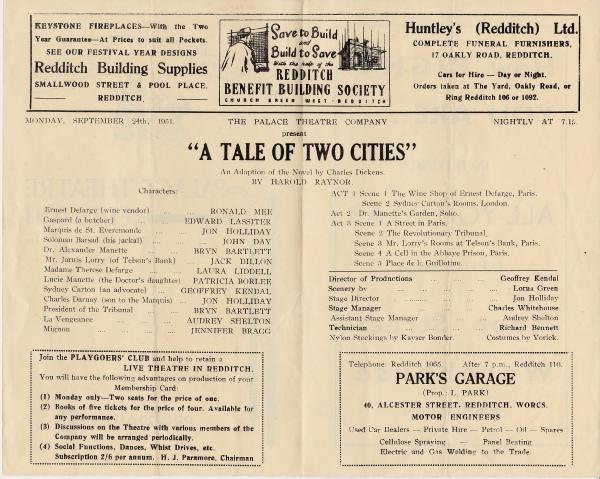 KEYSTONE FIREPLACES—With the Two
Year Guarantee—At Prices to suit all Pockets.
SEE OUR FESTIVAL YEAR DESIGNS
Redditch Building Supplies
SMALLWOOD STREET & POOL PLACE,
REDDITCH.
Save to Build
and
Build to Save
With the help of the
REDDITCH
BENEFIT BUILDING SOCIETY
CHURCH GREEN WEST - REDDITCH
Huntley's (Redditch) Ltd.
COMPLETE FUNERAL FURNISHERS,
17 OAKLY ROAD, REDDITCH.
Cars for Hire — Day or Night.
Orders taken at The Yard, Oakly Road, or
Ring Redditch 106 or 1092.
MONDAY, SEPTEMBER 24th, 1951. THE PALACE THEATRE COMPANY NIGHTLY AT 7.15.
present
"A TALE OF TWO CITIES"
An Adaption of the Novel by Charles Dickens.
BY HAROLD RAYNOR.
Characters:
Ernest Defarge (wine vendor) ... RONALD MEE
Gaspard (a butcher) ... EDWARD LASSITER
Marquis de St. Everemonde ... JON HOLLIDAY
Soloman Barsad (his jackal) ... JOHN DAY
Dr. Alexander Manette ... BRYN BARTLETT
Mr. Jarvis Lorry (of Telson's Bank) JACK DILLON
Madame Therese Defarge ... LAURA LIDDELL
Lucie Manette (the Doctor's daughter) PATRICIA BORLEE
Sydney Carton (an advocate) ... GEOFFREY KENDAL
Charles Darnay (son to the Marquis) ... JON HOLLIDAY
President of the Tribunal ... BRYN BARTLETT
La Vengeance ... AUDREY SHELTON
Mignon ... JENNIFER BRAGG
ACT 1 Scene 1 The Wine Shop of Ernest Defarge, Paris.
Scene 2 Sydney Carton's Rooms, London.
Act 2 Dr. Manette's Garden, Soho.
Act 3 Scene 1 A Street in Paris.
Scene 2 The Revolutionary Tribunal.
Scene 3 Mr. Lorry's Rooms at Telson's Bank, Paris.
Scene 4 A Cell in the Abbaye Prison, Paris.
Scene 5 Place de la Guillotine.
Director of Productions ... Geoffrey Kendal
Scenery by ... Lorna Green
Stage Director ... Jon Holliday
Stage Manager ... Charles Whitehouse
Assistant Stage Manager ... Audrey Shelton
Technician ... Richard Bennett
Nylon Stockings by Kayser Bonder. Costumes by Yorick.
Join the PLAYGOERS' CLUB and help to retain a
LIVE THEATRE IN REDDITCH.
You will have the following advantages on production of your
Membership Card:
(1) Monday only—Two seats for the price of one.
(2) Books of five tickets for the price of four. Available for
any performance.
(3) Discussions on the Theatre with various members of the
Company will be arranged periodically.
(4) Social Functions, Dances, Whist Drives, etc.
Subscription 2/6 per annum. H. J. Paramore, Chairman
Telephone: Redditch 1065. After 7 p.m., Redditch 110.
PARK'S GARAGE
(Prop.: L. PARK)
40, ALCESTER STREET, REDDITCH, WORCS.
MOTOR ENGINEERS
Used Car Dealers — Private Hire — Petrol — Oil — Spares
Cellulose Spraying — Panel Beating
Electric and Gas Welding to the Trade.